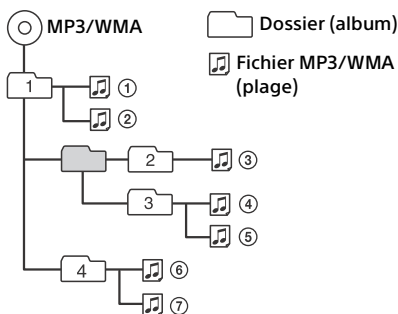 MP3/WMA
Dossier (album)
Fichier MP3/WMA
(plage)
1
①
②
2
③
3
④
⑤
4
⑥
⑦